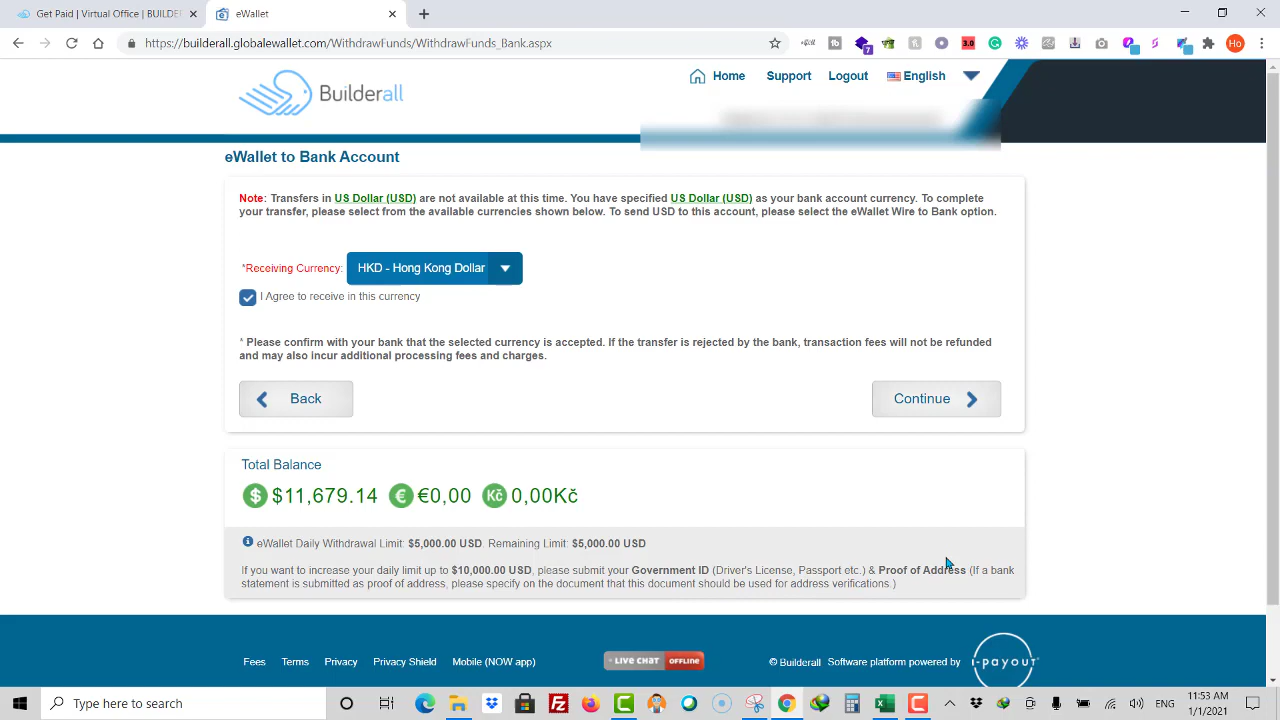 Get Paid | Virtual Office | BUILDER
eWallet
https://builderall.globalewallet.com/WithdrawFunds/WithdrawFunds_Bank.aspx
7
3.0
Ho
Builderall
Home Support Logout English
eWallet to Bank Account
Note: Transfers in US Dollar (USD) are not available at this time. You have specified US Dollar (USD) as your bank account currency. To complete
your transfer, please select from the available currencies shown below. To send USD to this account, please select the eWallet Wire to Bank option.
*Receiving Currency: HKD - Hong Kong Dollar
I Agree to receive in this currency
* Please confirm with your bank that the selected currency is accepted. If the transfer is rejected by the bank, transaction fees will not be refunded
and may also incur additional processing fees and charges.
Back Continue
Total Balance
$ $11,679.14 € €0,00 Kč 0,00Kč
eWallet Daily Withdrawal Limit: $5,000.00 USD. Remaining Limit: $5,000.00 USD
If you want to increase your daily limit up to $10,000.00 USD, please submit your Government ID (Driver's License, Passport etc.) & Proof of Address (If a bank
statement is submitted as proof of address, please specify on the document that this document should be used for address verifications.)
Fees Terms Privacy Privacy Shield Mobile (NOW app) LIVE CHAT OFFLINE © Builderall Software platform powered by i-payout
Type here to search
11:53 AM
1/1/2021